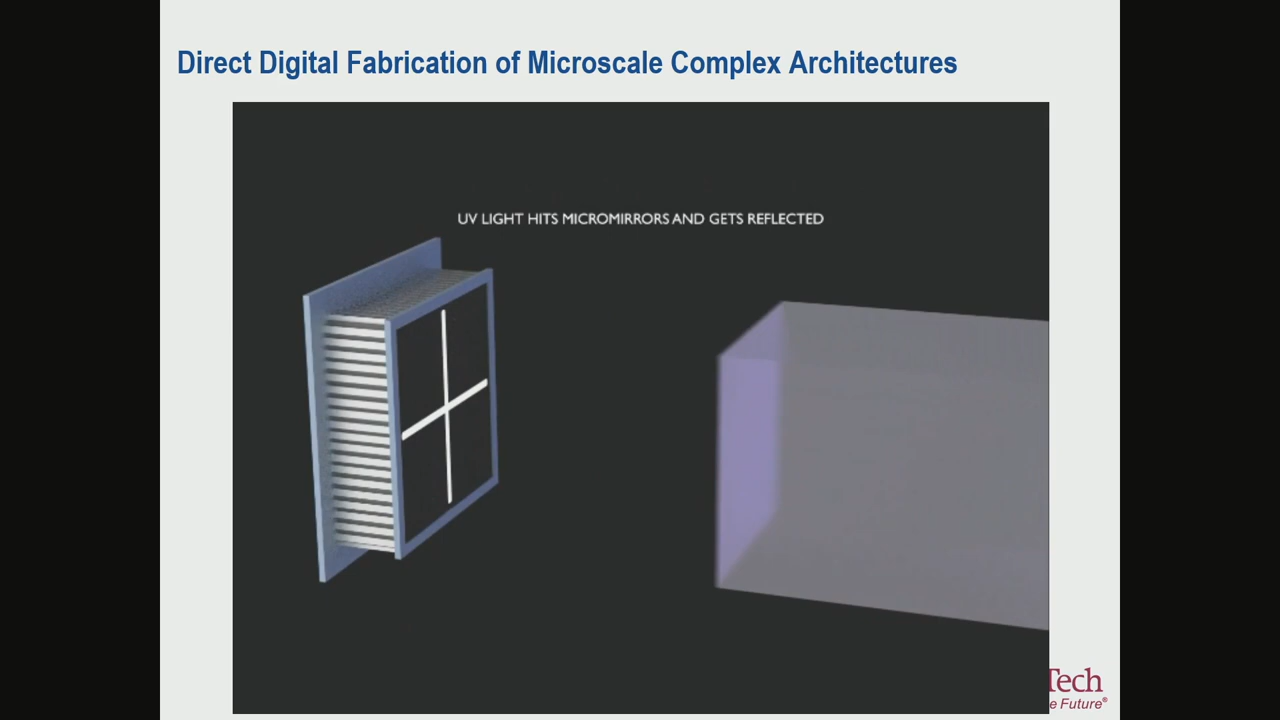 Direct Digital Fabrication of Microscale Complex Architectures
UV LIGHT HITS MICROMIRRORS AND GETS REFLECTED
Tech
e Future®